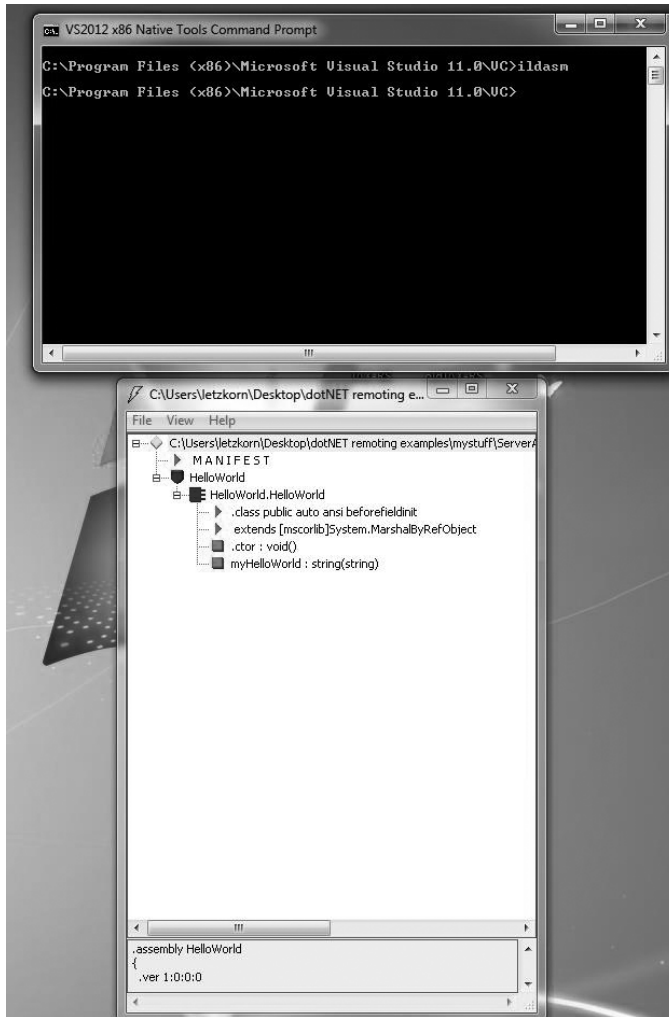 VS2012 x86 Native Tools Command Prompt
C:\Program Files (x86)\Microsoft Visual Studio 11.0\VC>ildasm
C:\Program Files (x86)\Microsoft Visual Studio 11.0\VC>
C:\Users\letzkorn\Desktop\dotNET remoting e...
File View Help
C:\Users\letzkorn\Desktop\dotNET remoting examples\mystuff\ServerA
M A N I F E S T
HelloWorld
HelloWorld.HelloWorld
.class public auto ansi beforefieldinit
extends [mscorlib]System.MarshalByRefObject
.ctor : void()
myHelloWorld : string(string)
.assembly HelloWorld
{
.ver 1:0:0:0